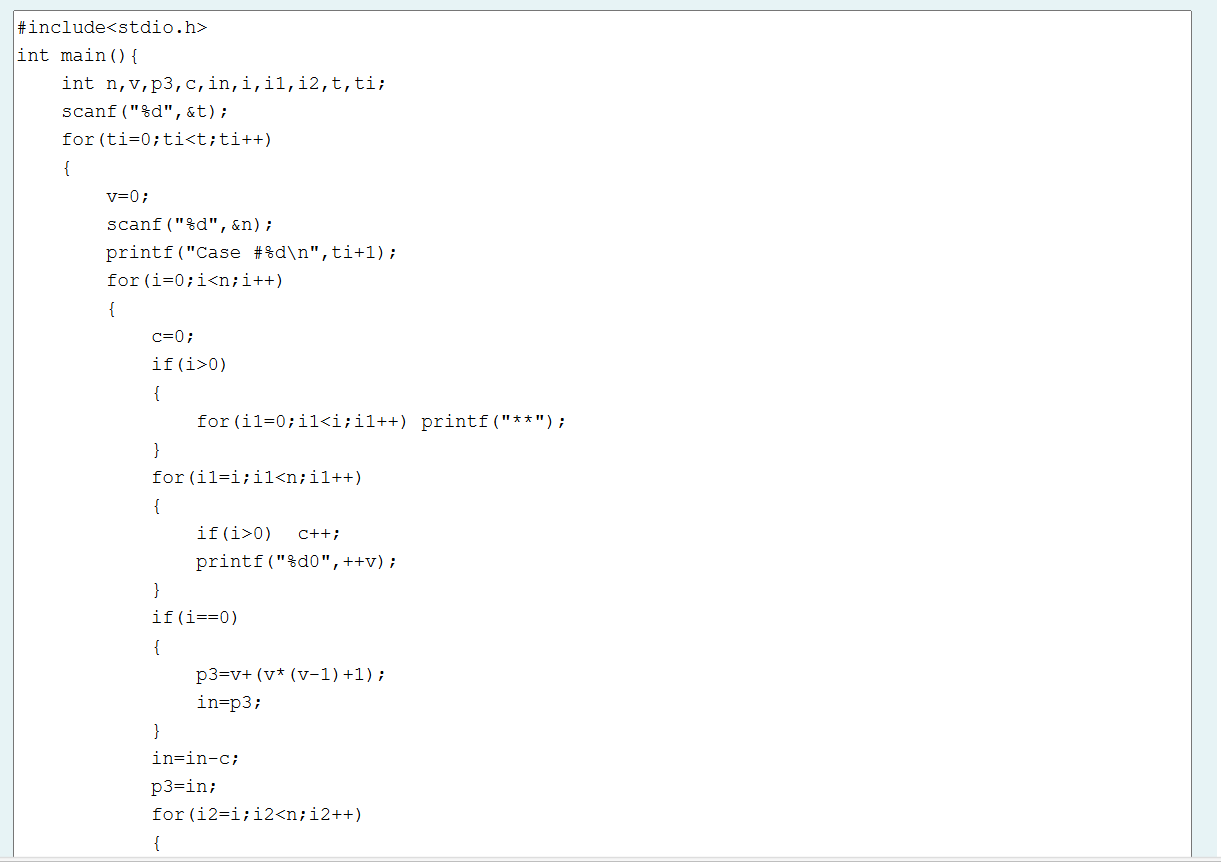 #include<stdio.h>
int main(){
    int n,v,p3,c,in,i,i1,i2,t,ti;
    scanf("%d",&t);
    for(ti=0;ti<t;ti++)
    {
        v=0;
        scanf("%d",&n);
        printf("Case #%d\n",ti+1);
        for(i=0;i<n;i++)
        {
            c=0;
            if(i>0)
            {
                for(i1=0;i1<i;i1++) printf("**");
            }
            for(i1=i;i1<n;i1++)
            {
                if(i>0)  c++;
                printf("%d0",++v);
            }
            if(i==0)
            {
                p3=v+(v*(v-1)+1);
                in=p3;
            }
            in=in-c;
            p3=in;
            for(i2=i;i2<n;i2++)
            {